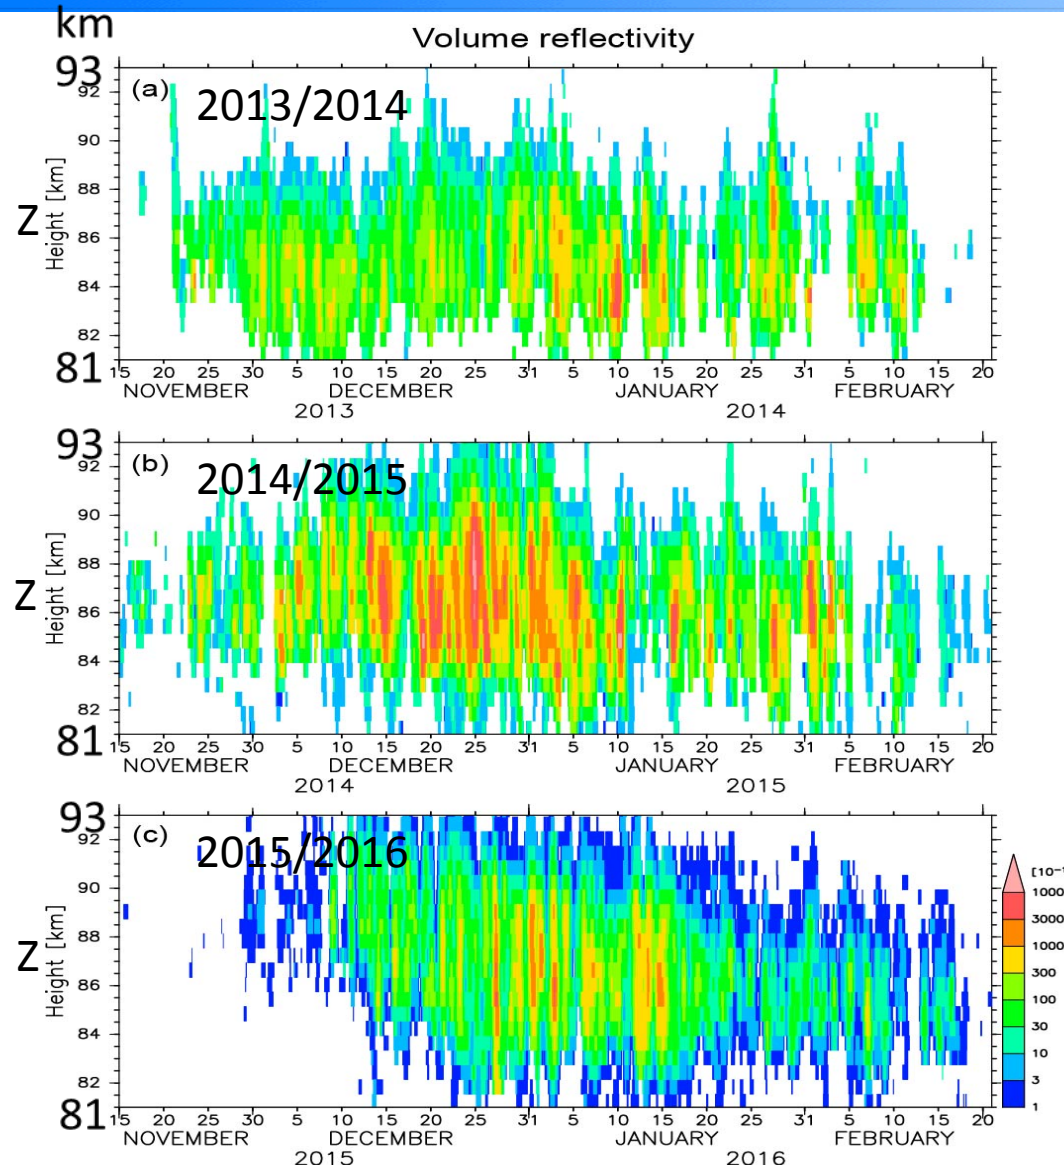 km
Volume reflectivity
93
(a) 2013/2014
92
90
88
86
84
82
81
Z
Height [km]
15 20 25 30 5 10 15 20 25 31 5 10 15 20 25 31 5 10 15 20
NOVEMBER DECEMBER JANUARY FEBRUARY
2013 2014
93
(b) 2014/2015
92
90
88
86
84
82
81
Z
Height [km]
15 20 25 30 5 10 15 20 25 31 5 10 15 20 25 31 5 10 15 20
NOVEMBER DECEMBER JANUARY FEBRUARY
2014 2015
93
(c) 2015/2016
92
90
88
86
84
82
81
Z
Height [km]
15 20 25 30 5 10 15 20 25 31 5 10 15 20 25 31 5 10 15 20
NOVEMBER DECEMBER JANUARY FEBRUARY
2015 2016
[10⁻
1000
3000
1000
300
100
30
10
3
1